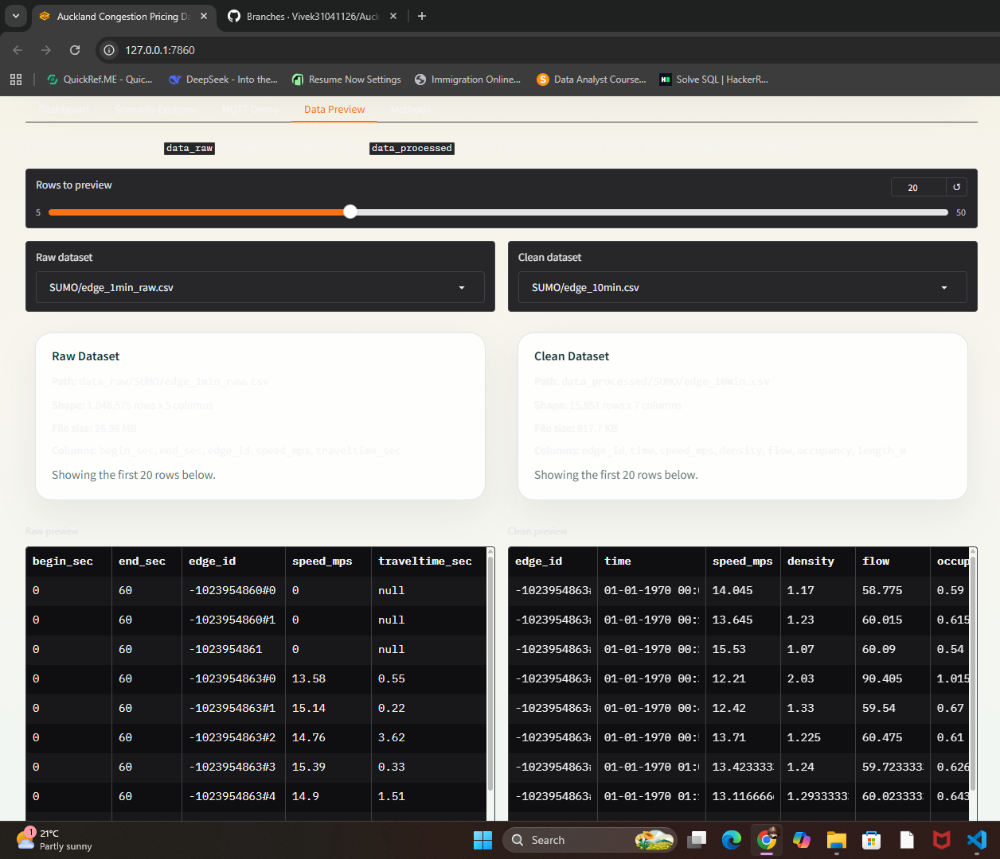 Auckland Congestion Pricing D
Branches · Vivek31041126/Auck
127.0.0.1:7860
QuickRef.ME - Quic...
DeepSeek - Into the...
Resume Now Settings
Immigration Online...
Data Analyst Course...
Solve SQL | HackerR...
Dashboard Scenario Explorer MQTT Demo Data Preview Methods
data_raw data_processed
Rows to preview
20
5
50
Raw dataset
SUMO/edge_1min_raw.csv
Clean dataset
SUMO/edge_10min.csv
Raw Dataset
Path: data_raw/SUMO/edge_1min_raw.csv
Shape: 1,048,575 rows x 5 columns
File size: 26.96 MB
Columns: begin_sec, end_sec, edge_id, speed_mps, traveltime_sec
Showing the first 20 rows below.
Clean Dataset
Path: data_processed/SUMO/edge_10min.csv
Shape: 15,851 rows x 7 columns
File size: 917.7 KB
Columns: edge_id, time, speed_mps, density, flow, occupancy, length_m
Showing the first 20 rows below.
Raw preview
begin_sec end_sec edge_id speed_mps traveltime_sec
0 60 -1023954860#0 0 null
0 60 -1023954860#1 0 null
0 60 -1023954861 0 null
0 60 -1023954863#0 13.58 0.55
0 60 -1023954863#1 15.14 0.22
0 60 -1023954863#2 14.76 3.62
0 60 -1023954863#3 15.39 0.33
0 60 -1023954863#4 14.9 1.51
Clean preview
edge_id time speed_mps density flow occup
-1023954863# 01-01-1970 00: 14.045 1.17 58.775 0.59
-1023954863# 01-01-1970 00: 13.645 1.23 60.015 0.615
-1023954863# 01-01-1970 00: 15.53 1.07 60.09 0.54
-1023954863# 01-01-1970 00: 12.21 2.03 90.405 1.015
-1023954863# 01-01-1970 00: 12.42 1.33 59.54 0.67
-1023954863# 01-01-1970 00: 13.71 1.225 60.475 0.61
-1023954863# 01-01-1970 01: 13.423333 1.24 59.723333 0.626
-1023954863# 01-01-1970 01: 13.116666 1.2933333 60.023333 0.643
1
21°C
Partly sunny
Search